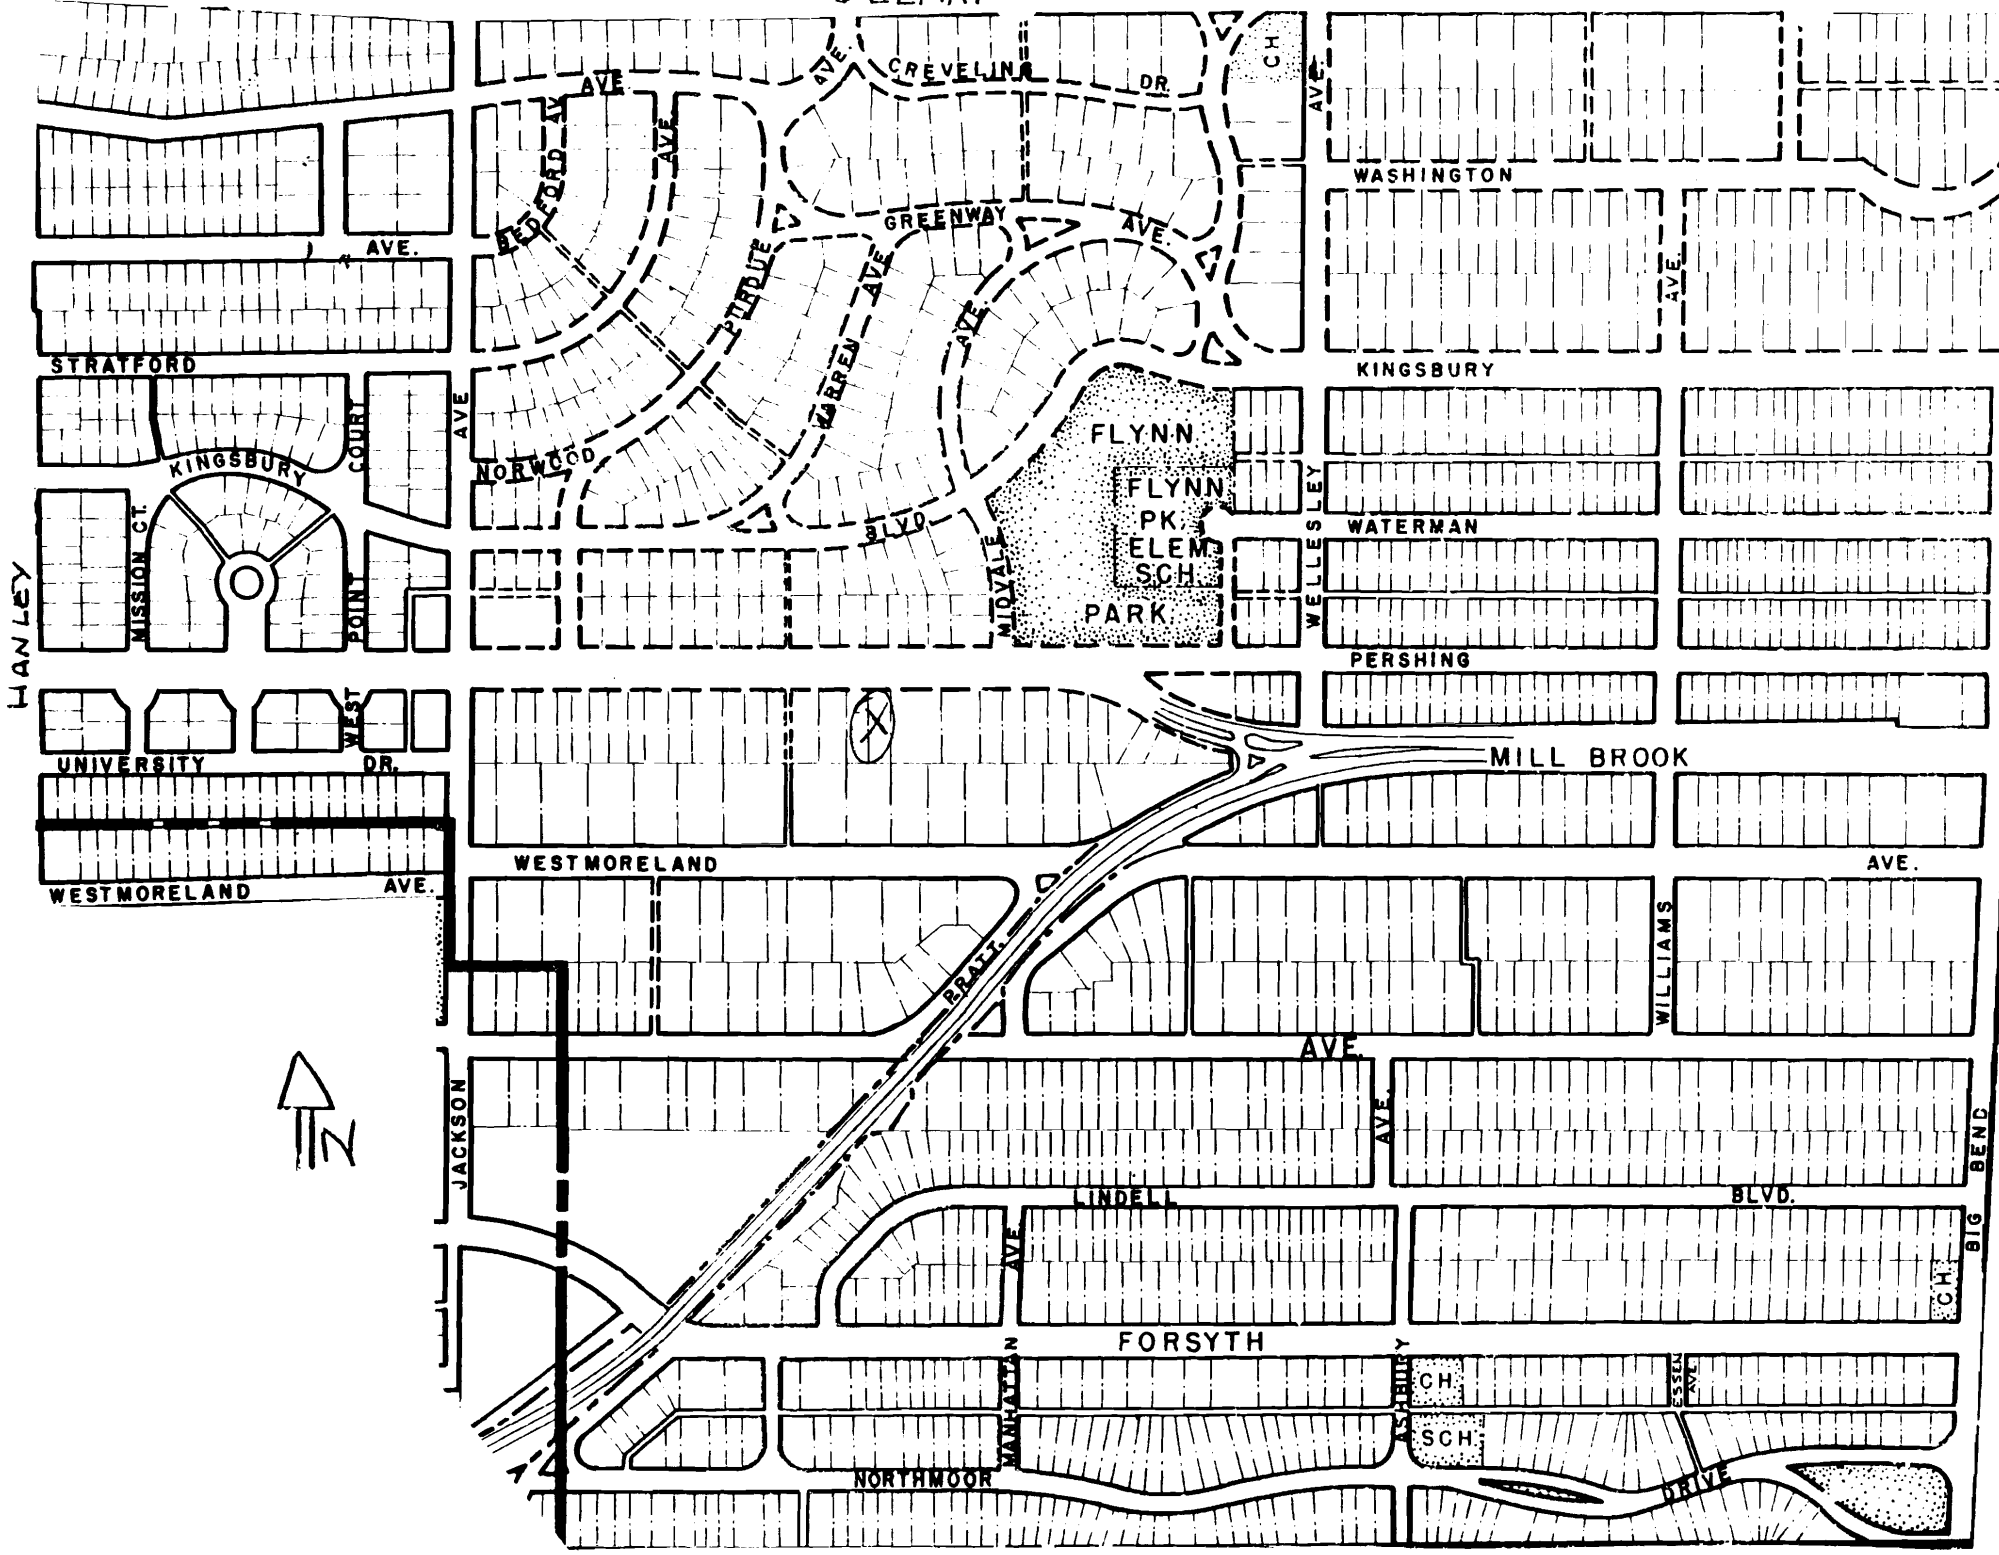 CH
AVE.
CREVELING
DR.
AVE
AVE.
BEDFORD AV
AVE
WASHINGTON
AVE.
GREENWAY
AVE.
AVE.
PURDUE
AVE
WARREN
AVE.
STRATFORD
KINGSBURY
COURT
AVE
KINGSBURY
NORWOOD
BLVD
FLYNN
FLYNN
PK.
ELEM
SCH.
PARK
WELLESLEY
WATERMAN
MISSION CT.
POINT
WEST
MIDVALE
HANLEY
PERSHING
UNIVERSITY
DR.
X
MILL BROOK
WESTMORELAND
AVE.
WESTMORELAND
AVE.
WILLIAMS
PRATT.
AVE.
N
JACKSON
AVE.
LINDELL
BLVD.
BIG BEND
AVE
CH
FORSYTH
MANHATTAN
ASHBURY
CH.
ESSEX
AVE.
SCH.
NORTHMOOR
DRIVE